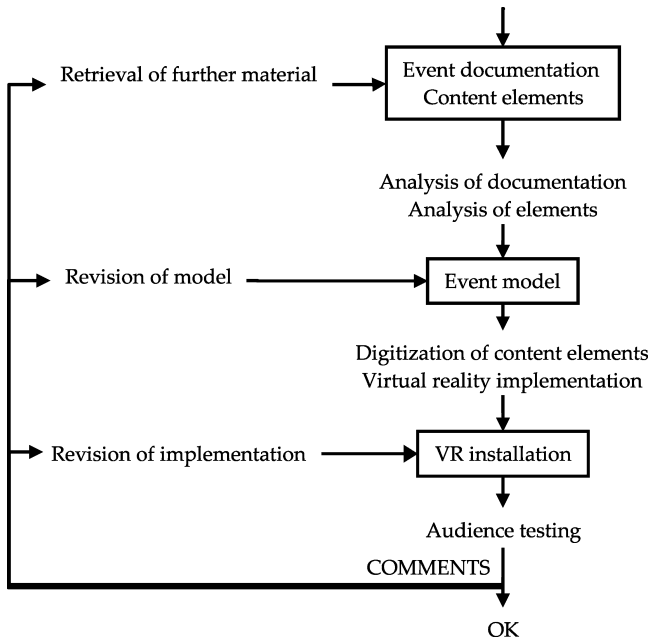 Retrieval of further material
Event documentation
Content elements
Analysis of documentation
Analysis of elements
Revision of model
Event model
Digitization of content elements
Virtual reality implementation
Revision of implementation
VR installation
Audience testing
COMMENTS
OK